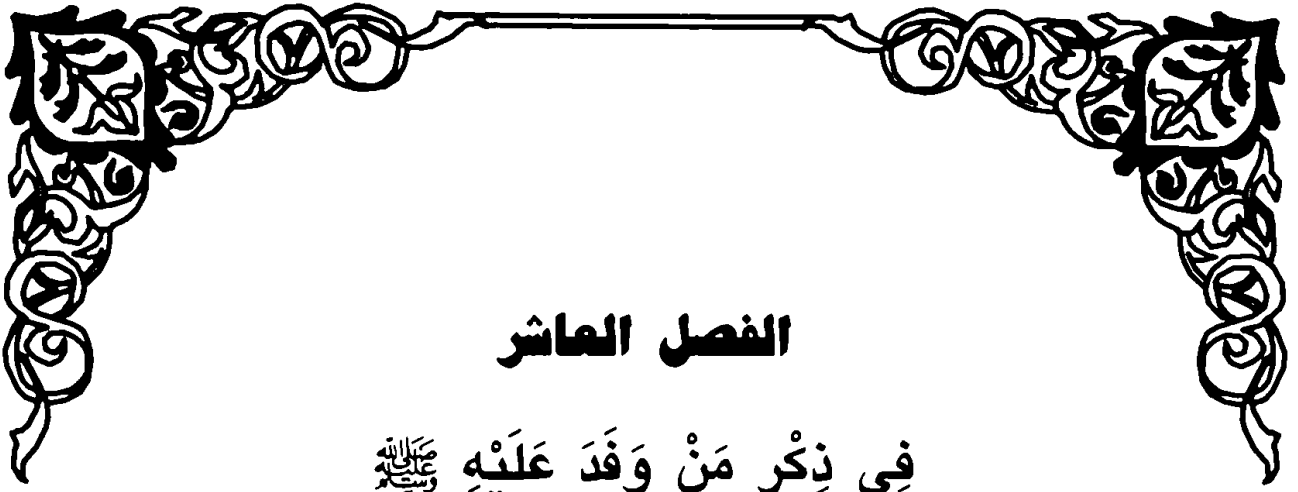 الفصل العاشر
فِي ذِكْرِ مَنْ وَفَدَ عَلَيْهِ ﷺ